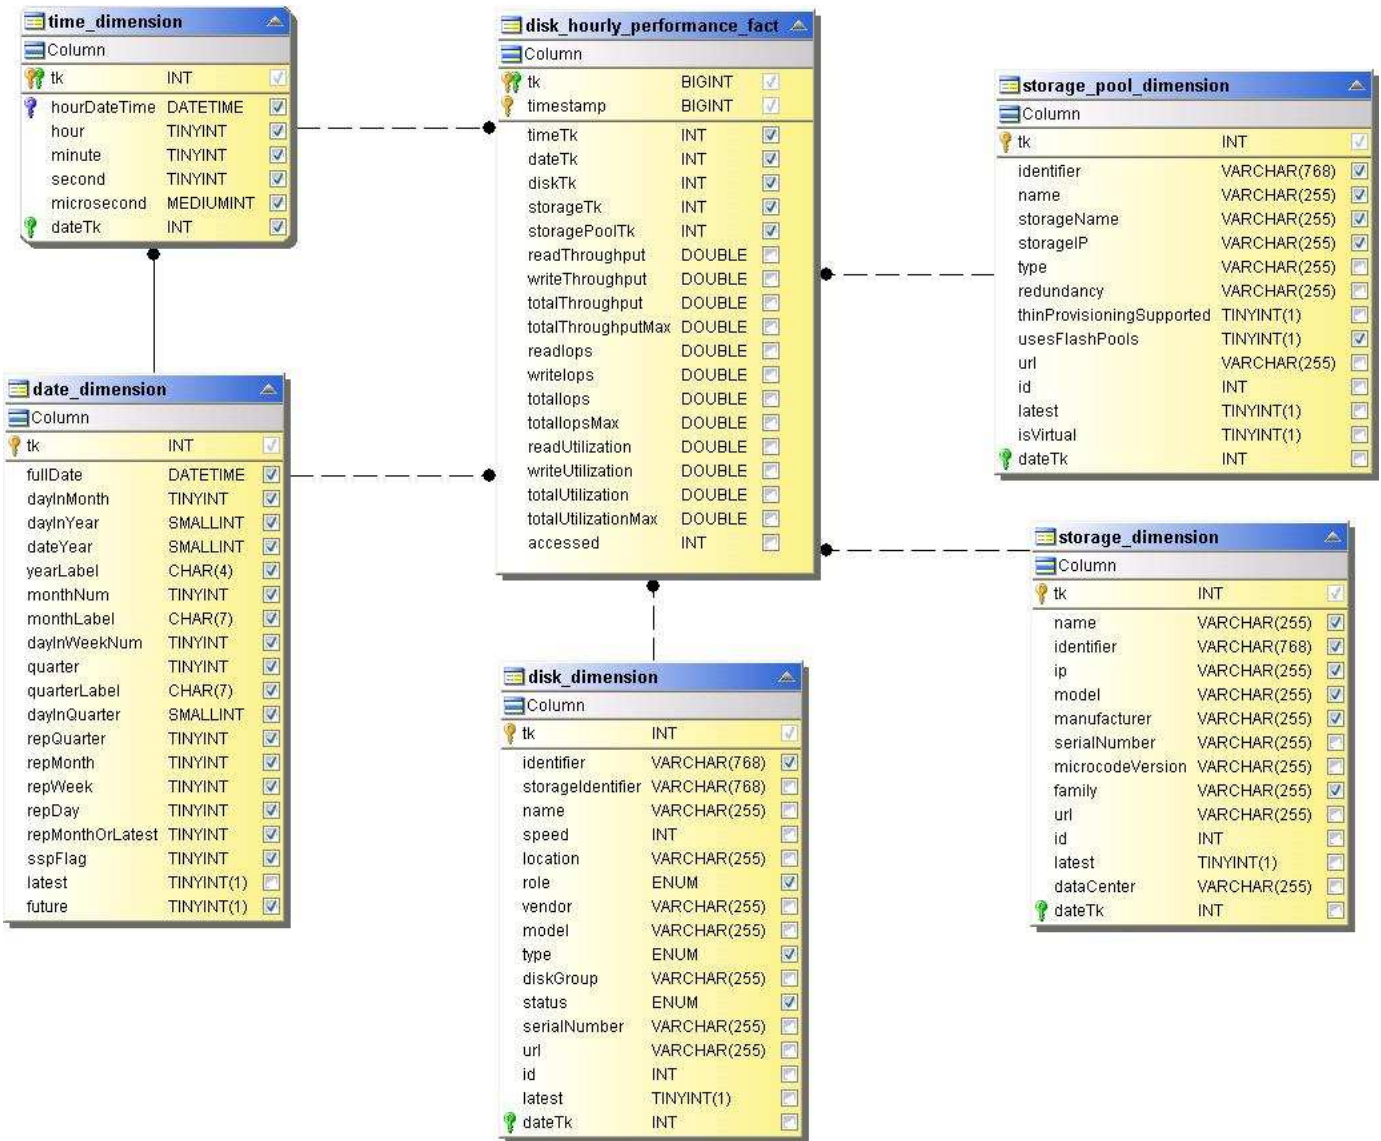 time_dimension
Column
tk INT
hourDateTime DATETIME
hour TINYINT
minute TINYINT
second TINYINT
microsecond MEDIUMINT
dateTk INT
disk_hourly_performance_fact
Column
tk BIGINT
timestamp BIGINT
timeTk INT
dateTk INT
diskTk INT
storageTk INT
storagePoolTk INT
readThroughput DOUBLE
writeThroughput DOUBLE
totalThroughput DOUBLE
totalThroughputMax DOUBLE
readIops DOUBLE
writeIops DOUBLE
totalIops DOUBLE
totalIopsMax DOUBLE
readUtilization DOUBLE
writeUtilization DOUBLE
totalUtilization DOUBLE
totalUtilizationMax DOUBLE
accessed INT
storage_pool_dimension
Column
tk INT
identifier VARCHAR(768)
name VARCHAR(255)
storageName VARCHAR(255)
storageIP VARCHAR(255)
type VARCHAR(255)
redundancy VARCHAR(255)
thinProvisioningSupported TINYINT(1)
usesFlashPools TINYINT(1)
url VARCHAR(255)
id INT
latest TINYINT(1)
isVirtual TINYINT(1)
dateTk INT
date_dimension
Column
tk INT
fullDate DATETIME
dayInMonth TINYINT
dayInYear SMALLINT
dateYear SMALLINT
yearLabel CHAR(4)
monthNum TINYINT
monthLabel CHAR(7)
dayInWeekNum TINYINT
quarter TINYINT
quarterLabel CHAR(7)
dayInQuarter SMALLINT
repQuarter TINYINT
repMonth TINYINT
repWeek TINYINT
repDay TINYINT
repMonthOrLatest TINYINT
sspFlag TINYINT
latest TINYINT(1)
future TINYINT(1)
storage_dimension
Column
tk INT
name VARCHAR(255)
identifier VARCHAR(768)
ip VARCHAR(255)
model VARCHAR(255)
manufacturer VARCHAR(255)
serialNumber VARCHAR(255)
microcodeVersion VARCHAR(255)
family VARCHAR(255)
url VARCHAR(255)
id INT
latest TINYINT(1)
dataCenter VARCHAR(255)
dateTk INT
disk_dimension
Column
tk INT
identifier VARCHAR(768)
storageIdentifier VARCHAR(768)
name VARCHAR(255)
speed INT
location VARCHAR(255)
role ENUM
vendor VARCHAR(255)
model VARCHAR(255)
type ENUM
diskGroup VARCHAR(255)
status ENUM
serialNumber VARCHAR(255)
url VARCHAR(255)
id INT
latest TINYINT(1)
dateTk INT